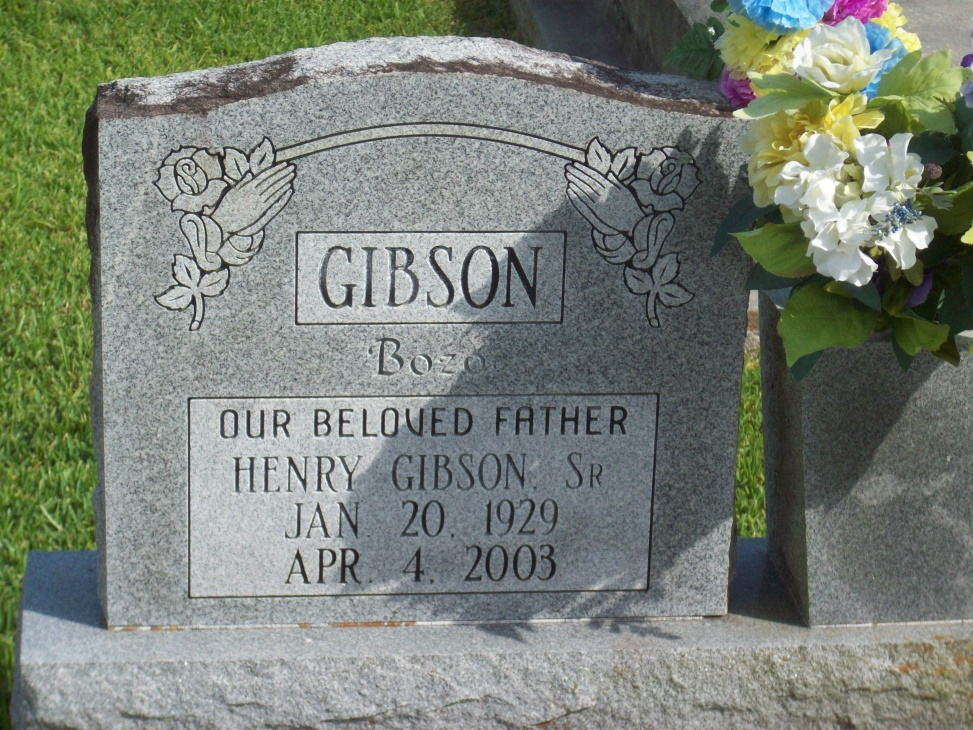 GIBSON
"Bozo"
OUR BELOVED FATHER
HENRY GIBSON, SR
JAN. 20, 1929
APR. 4, 2003